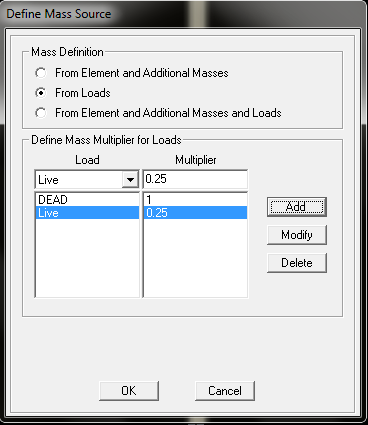 Define Mass Source
Mass Definition
From Element and Additional Masses
From Loads
From Element and Additional Masses and Loads
Define Mass Multiplier for Loads
Load Multiplier
Live 0.25
DEAD 1
Live 0.25
Add
Modify
Delete
OK Cancel